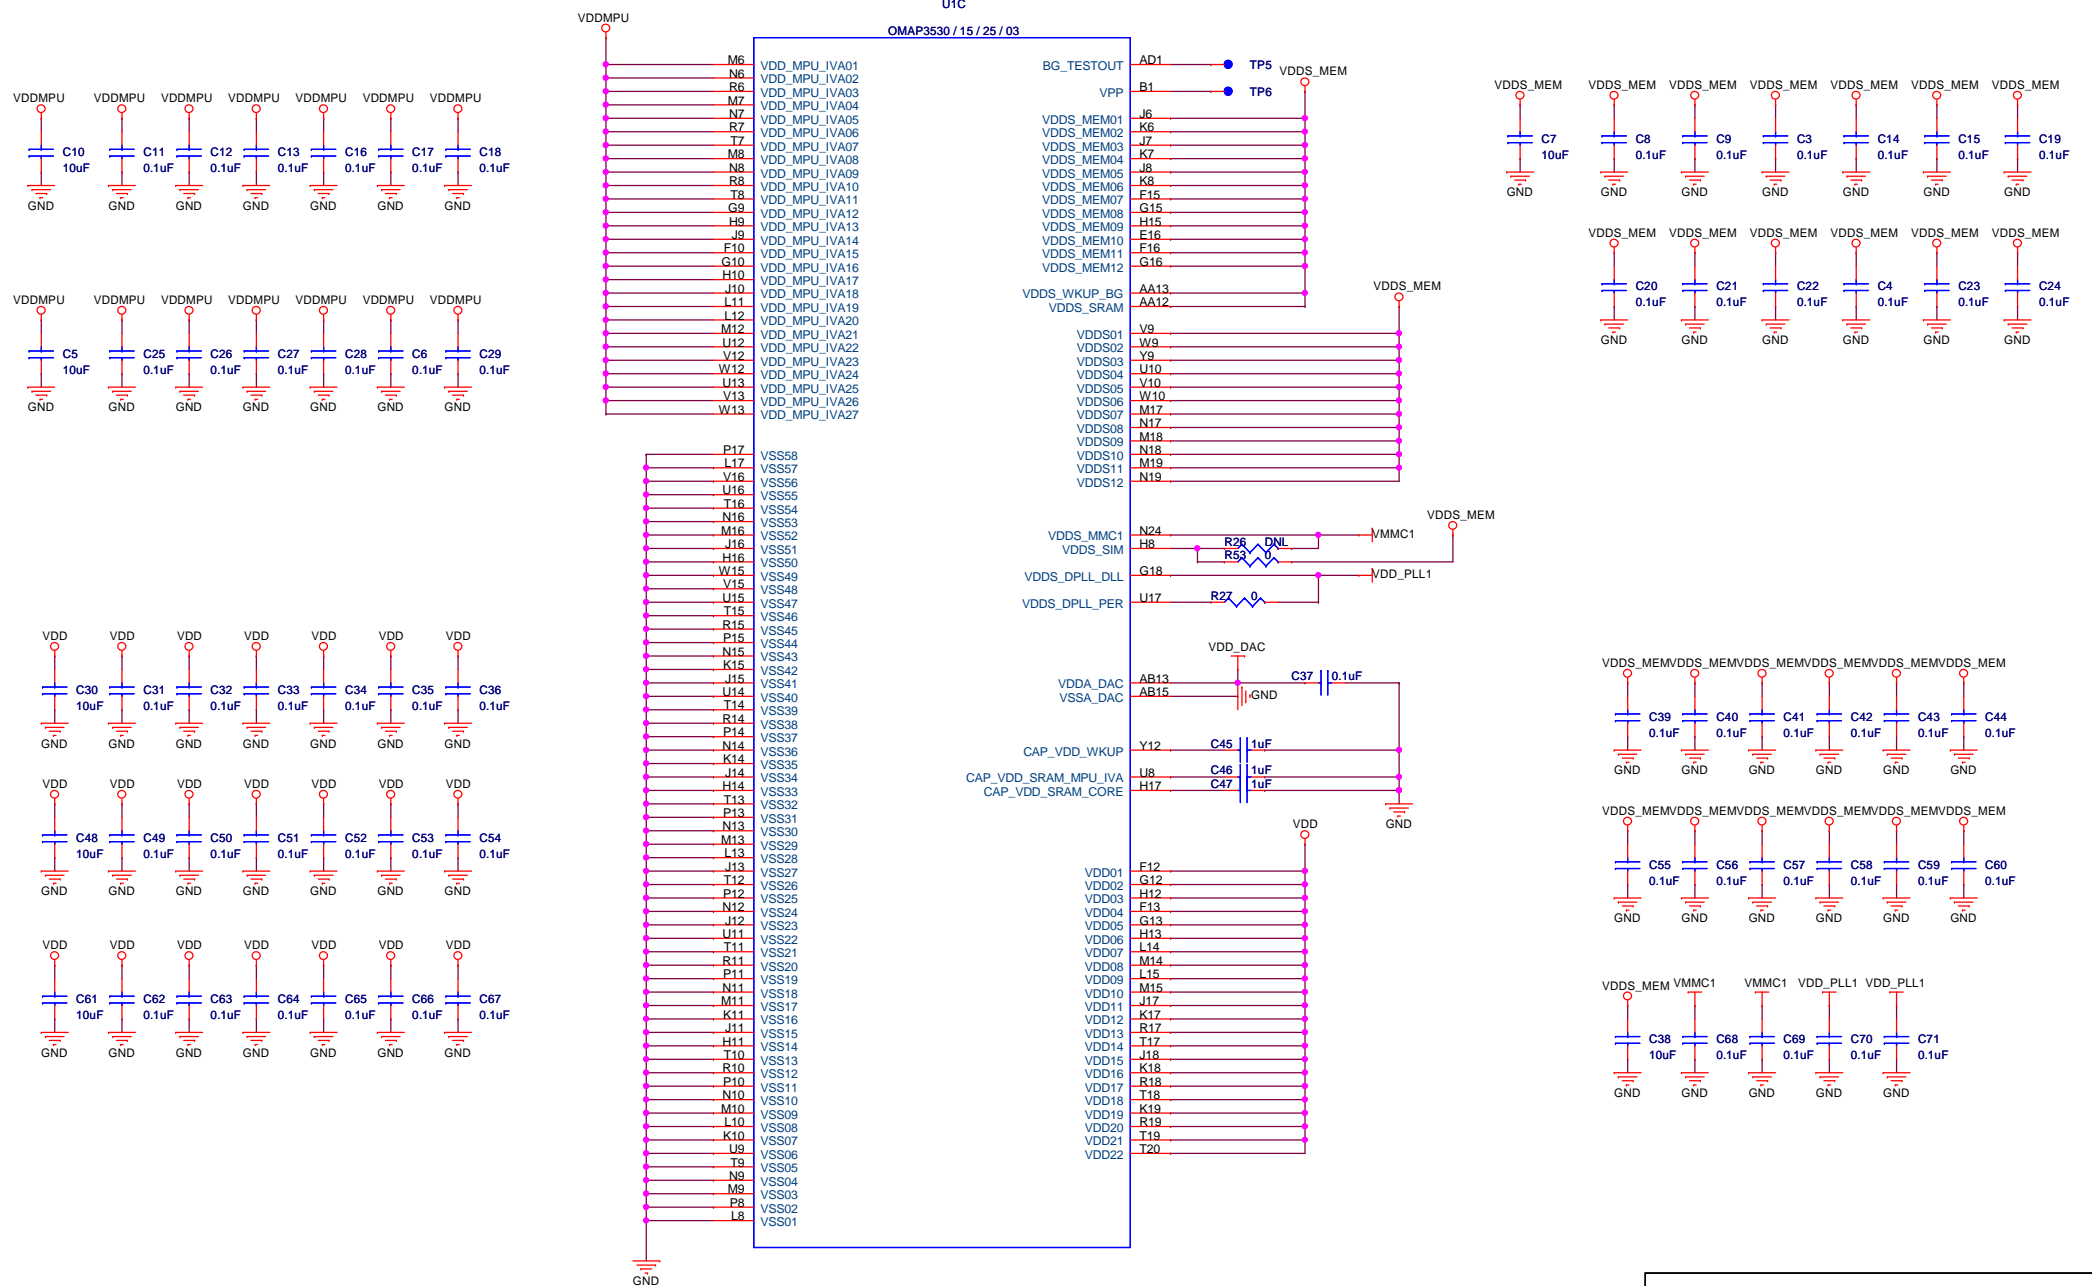 U1C
OMAP3530 / 15 / 25 / 03
VDDMPU
M6 VDD_MPU_IVA01
N6 VDD_MPU_IVA02
R6 VDD_MPU_IVA03
M7 VDD_MPU_IVA04
N7 VDD_MPU_IVA05
R7 VDD_MPU_IVA06
T7 VDD_MPU_IVA07
M8 VDD_MPU_IVA08
N8 VDD_MPU_IVA09
R8 VDD_MPU_IVA10
T8 VDD_MPU_IVA11
G9 VDD_MPU_IVA12
H9 VDD_MPU_IVA13
J9 VDD_MPU_IVA14
F10 VDD_MPU_IVA15
G10 VDD_MPU_IVA16
H10 VDD_MPU_IVA17
J10 VDD_MPU_IVA18
L11 VDD_MPU_IVA19
L12 VDD_MPU_IVA20
M12 VDD_MPU_IVA21
U12 VDD_MPU_IVA22
V12 VDD_MPU_IVA23
W12 VDD_MPU_IVA24
U13 VDD_MPU_IVA25
V13 VDD_MPU_IVA26
W13 VDD_MPU_IVA27
P17 VSS58
L17 VSS57
V16 VSS56
U16 VSS55
T16 VSS54
N16 VSS53
M16 VSS52
J16 VSS51
H16 VSS50
W15 VSS49
V15 VSS48
U15 VSS47
T15 VSS46
R15 VSS45
P15 VSS44
N15 VSS43
K15 VSS42
J15 VSS41
U14 VSS40
T14 VSS39
R14 VSS38
P14 VSS37
N14 VSS36
K14 VSS35
J14 VSS34
H14 VSS33
T13 VSS32
P13 VSS31
N13 VSS30
M13 VSS29
L13 VSS28
J13 VSS27
T12 VSS26
P12 VSS25
N12 VSS24
J12 VSS23
U11 VSS22
T11 VSS21
R11 VSS20
P11 VSS19
N11 VSS18
M11 VSS17
K11 VSS16
J11 VSS15
H11 VSS14
T10 VSS13
R10 VSS12
P10 VSS11
N10 VSS10
M10 VSS09
L10 VSS08
K10 VSS07
U9 VSS06
T9 VSS05
N9 VSS04
M9 VSS03
P8 VSS02
L8 VSS01
GND
BG_TESTOUT AD1 TP5
VPP B1 TP6
VDDS_MEM
VDDS_MEM01 J6
VDDS_MEM02 K6
VDDS_MEM03 J7
VDDS_MEM04 K7
VDDS_MEM05 J8
VDDS_MEM06 K8
VDDS_MEM07 F15
VDDS_MEM08 G15
VDDS_MEM09 H15
VDDS_MEM10 E16
VDDS_MEM11 F16
VDDS_MEM12 G16
VDDS_WKUP_BG AA13
VDDS_SRAM AA12
VDDS_MEM
VDDS01 V9
VDDS02 W9
VDDS03 Y9
VDDS04 U10
VDDS05 V10
VDDS06 W10
VDDS07 M17
VDDS08 N17
VDDS09 M18
VDDS10 N18
VDDS11 M19
VDDS12 N19
VDDS_MEM
VDDS_MMC1 N24 VMMC1
VDDS_SIM H8 R26 DNL
R53 0
VDDS_DPLL_DLL G18 VDD_PLL1
VDDS_DPLL_PER U17 R27 0
VDD_DAC
VDDA_DAC AB13 C37 0.1uF
VSSA_DAC AB15 GND
CAP_VDD_WKUP Y12 C45 1uF
CAP_VDD_SRAM_MPU_IVA U8 C46 1uF
CAP_VDD_SRAM_CORE H17 C47 1uF
GND
VDD
VDD01 F12
VDD02 G12
VDD03 H12
VDD04 F13
VDD05 G13
VDD06 H13
VDD07 L14
VDD08 M14
VDD09 L15
VDD10 M15
VDD11 J17
VDD12 K17
VDD13 R17
VDD14 T17
VDD15 J18
VDD16 K18
VDD17 R18
VDD18 T18
VDD19 K19
VDD20 R19
VDD21 T19
VDD22 T20
VDDMPU VDDMPU VDDMPU VDDMPU VDDMPU VDDMPU VDDMPU
C10 C11 C12 C13 C16 C17 C18
10uF 0.1uF 0.1uF 0.1uF 0.1uF 0.1uF 0.1uF
GND GND GND GND GND GND GND
VDDMPU VDDMPU VDDMPU VDDMPU VDDMPU VDDMPU VDDMPU
C5 C25 C26 C27 C28 C6 C29
10uF 0.1uF 0.1uF 0.1uF 0.1uF 0.1uF 0.1uF
GND GND GND GND GND GND GND
VDD VDD VDD VDD VDD VDD VDD
C30 C31 C32 C33 C34 C35 C36
10uF 0.1uF 0.1uF 0.1uF 0.1uF 0.1uF 0.1uF
GND GND GND GND GND GND GND
VDD VDD VDD VDD VDD VDD VDD
C48 C49 C50 C51 C52 C53 C54
10uF 0.1uF 0.1uF 0.1uF 0.1uF 0.1uF 0.1uF
GND GND GND GND GND GND GND
VDD VDD VDD VDD VDD VDD VDD
C61 C62 C63 C64 C65 C66 C67
10uF 0.1uF 0.1uF 0.1uF 0.1uF 0.1uF 0.1uF
GND GND GND GND GND GND GND
VDDS_MEM VDDS_MEM VDDS_MEM VDDS_MEM VDDS_MEM VDDS_MEM VDDS_MEM
C7 C8 C9 C3 C14 C15 C19
10uF 0.1uF 0.1uF 0.1uF 0.1uF 0.1uF 0.1uF
GND GND GND GND GND GND GND
VDDS_MEM VDDS_MEM VDDS_MEM VDDS_MEM VDDS_MEM VDDS_MEM
C20 C21 C22 C4 C23 C24
0.1uF 0.1uF 0.1uF 0.1uF 0.1uF 0.1uF
GND GND GND GND GND GND
VDDS_MEM VDDS_MEM VDDS_MEM VDDS_MEM VDDS_MEM VDDS_MEM
C39 C40 C41 C42 C43 C44
0.1uF 0.1uF 0.1uF 0.1uF 0.1uF 0.1uF
GND GND GND GND GND GND
VDDS_MEM VDDS_MEM VDDS_MEM VDDS_MEM VDDS_MEM VDDS_MEM
C55 C56 C57 C58 C59 C60
0.1uF 0.1uF 0.1uF 0.1uF 0.1uF 0.1uF
GND GND GND GND GND GND
VDDS_MEM VMMC1 VMMC1 VDD_PLL1 VDD_PLL1
C38 C68 C69 C70 C71
10uF 0.1uF 0.1uF 0.1uF 0.1uF
GND GND GND GND GND